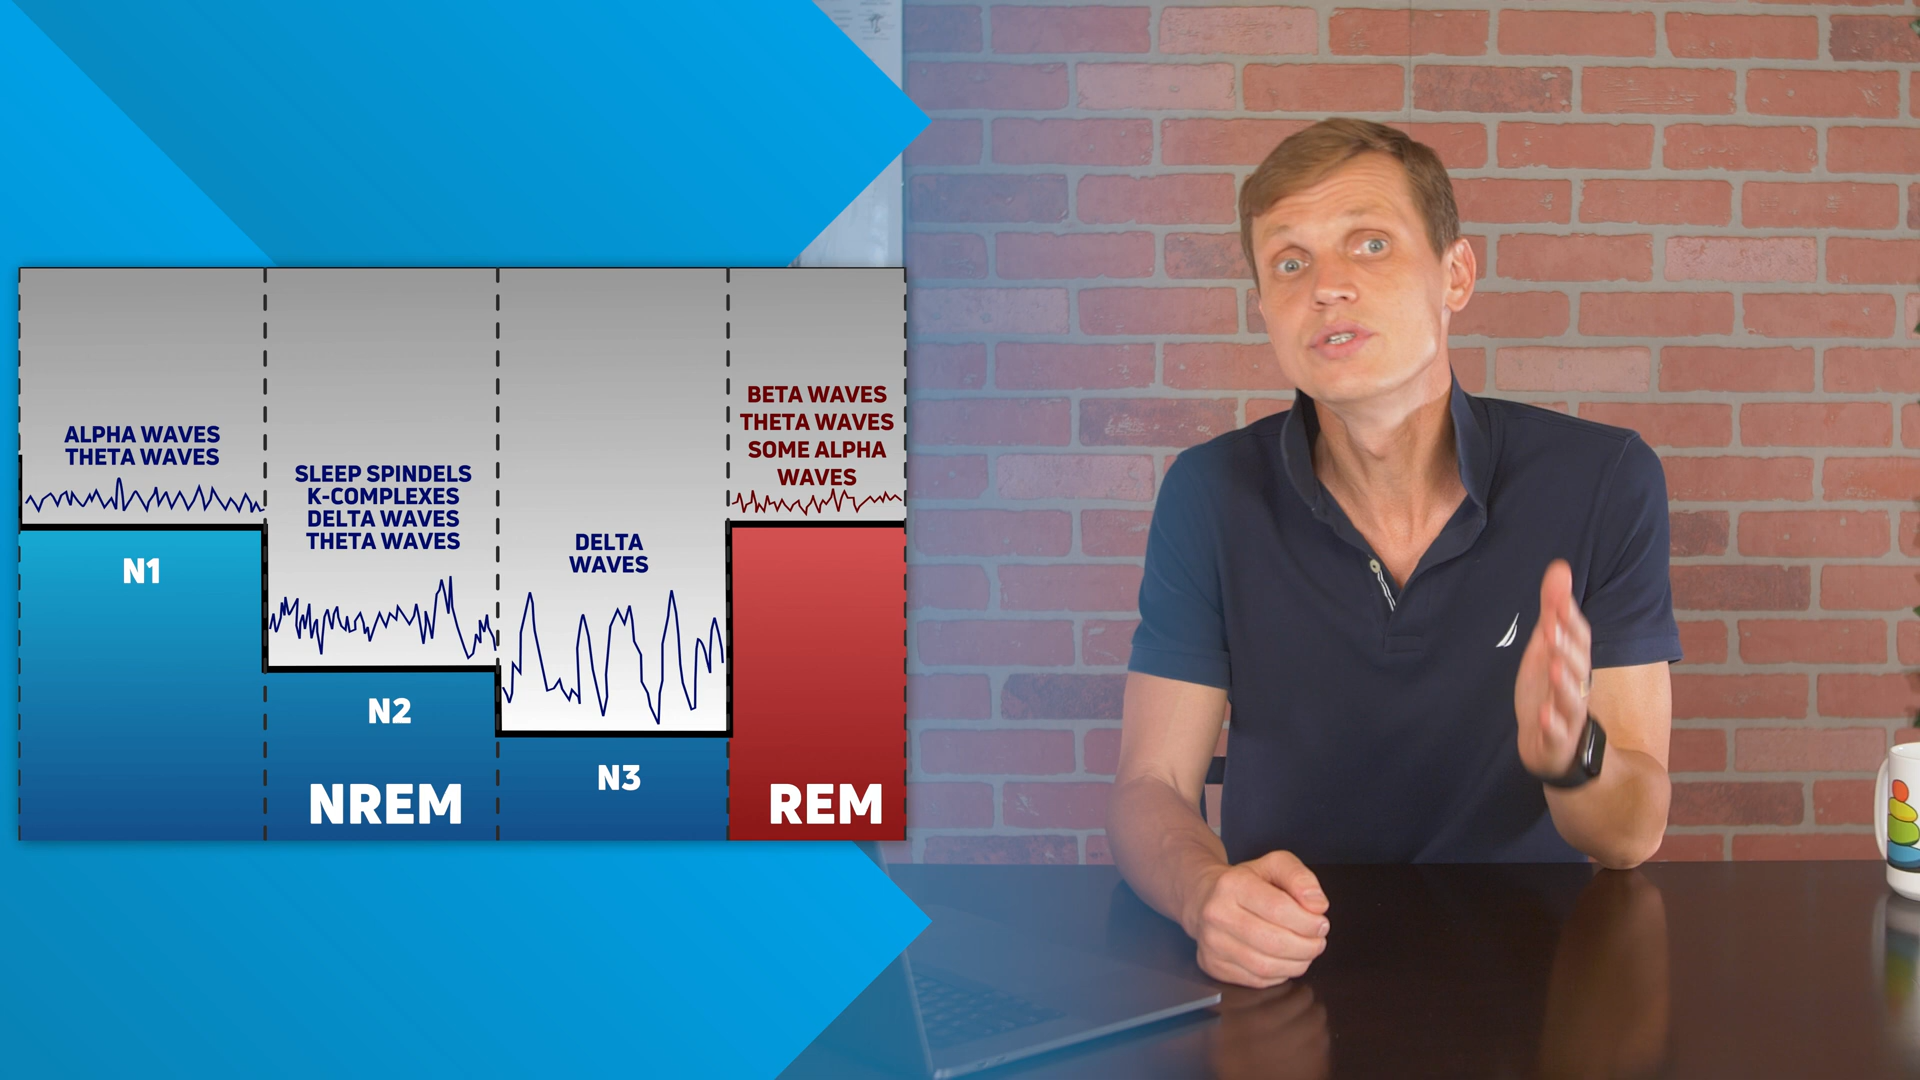 ALPHA WAVES
THETA WAVES
N1
SLEEP SPINDELS
K-COMPLEXES
DELTA WAVES
THETA WAVES
N2
NREM
DELTA
WAVES
N3
BETA WAVES
THETA WAVES
SOME ALPHA
WAVES
REM